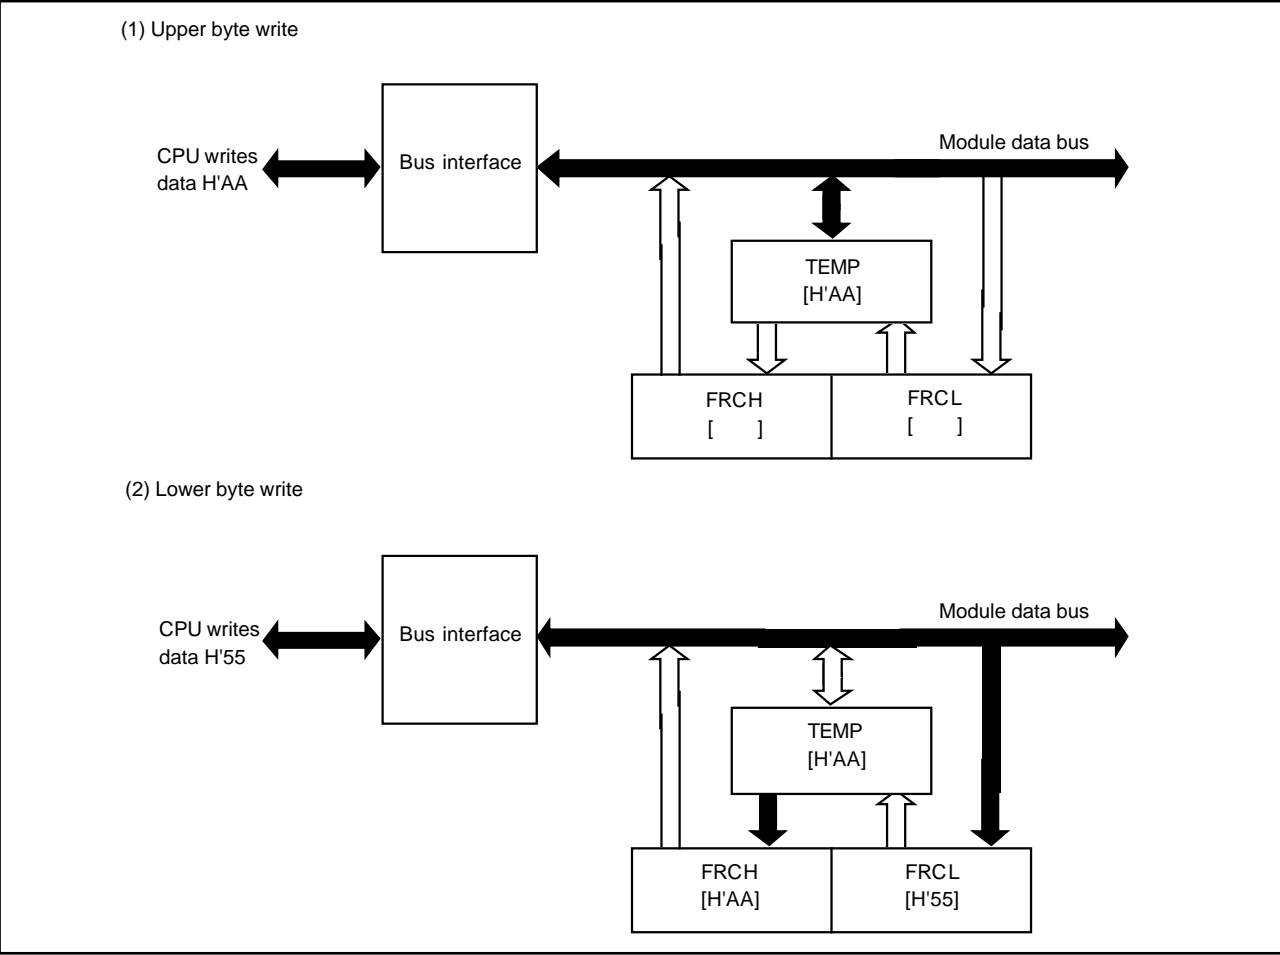 (1) Upper byte write
CPU writes
data H'AA
Bus interface
Module data bus
TEMP
[H'AA]
FRCH
[ ]
FRCL
[ ]
(2) Lower byte write
CPU writes
data H'55
Bus interface
Module data bus
TEMP
[H'AA]
FRCH
[H'AA]
FRCL
[H'55]